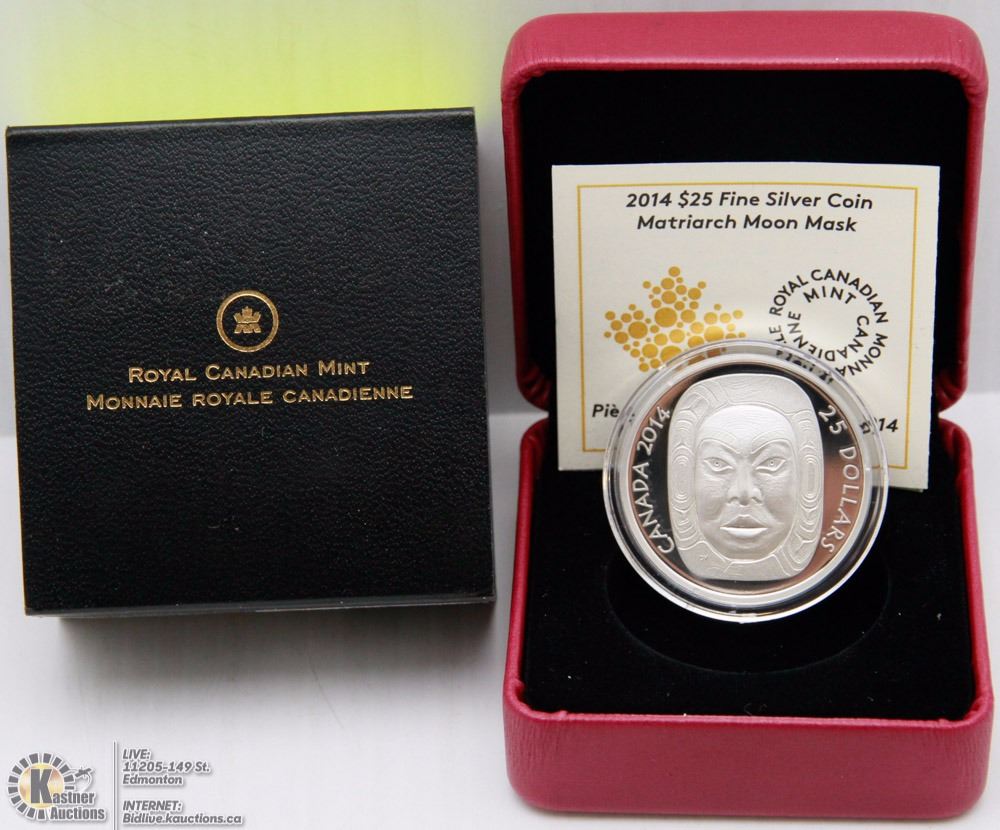 ROYAL CANADIAN MINT
MONNAIE ROYALE CANADIENNE
2014 $25 Fine Silver Coin
Matriarch Moon Mask
ROYAL CANADIAN MINT
MONNAIE CANADIENNE
CANADA 2014
25 DOLLARS
Kastner
Auctions
LIVE:
11205-149 St.
Edmonton
INTERNET:
Bidlive.kauctions.ca